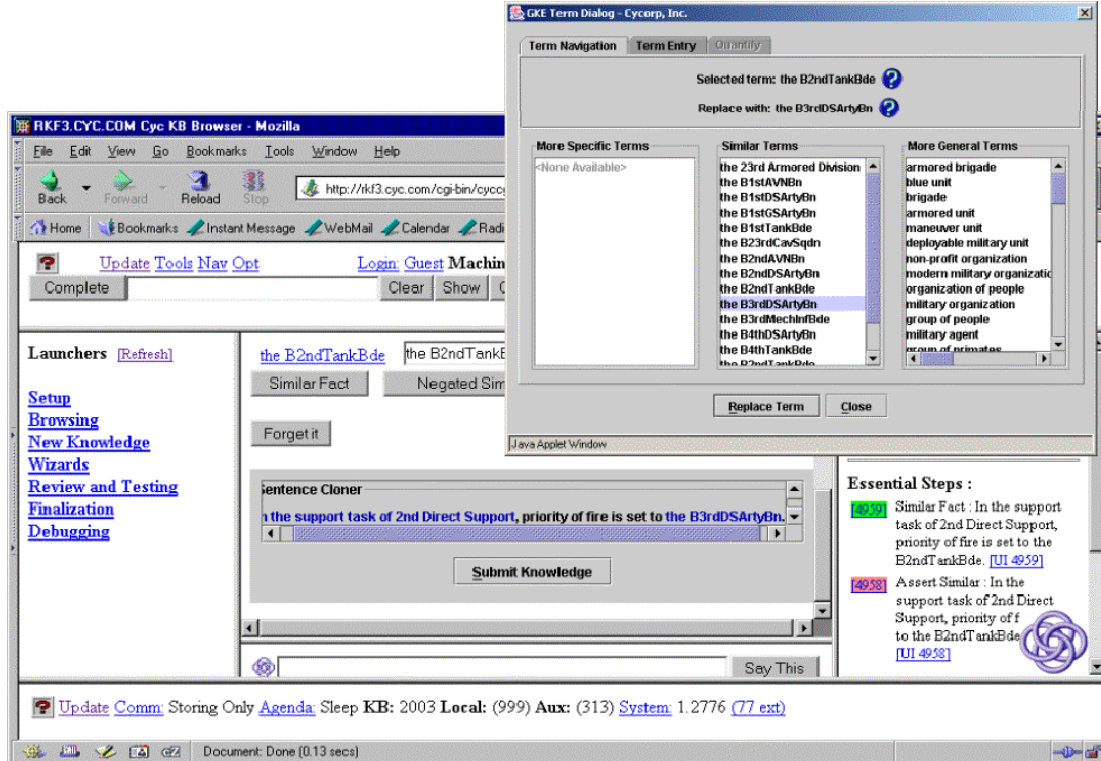 GKE Term Dialog - Cycorp, Inc.
Term Navigation Term Entry Quantify
Selected term: the B2ndTankBde
Replace with: the B3rdDSArtyBn
More Specific Terms
<None Available>
Similar Terms
the 23rd Armored Division
the B1stAVNBn
the B1stDSArtyBn
the B1stGSArtyBn
the B1stTankBde
the B23rdCavSqdn
the B2ndAVNBn
the B2ndDSArtyBn
the B2ndTankBde
the B3rdDSArtyBn
the B3rdMechInfBde
the B4thDSArtyBn
the B4thTankBde
the B2ndTankBde
More General Terms
armored brigade
blue unit
brigade
armored unit
maneuver unit
deployable military unit
non-profit organization
modern military organizatic
organization of people
military organization
group of people
military agent
group of primates
Replace Term Close
Java Applet Window
RKF3.CYC.COM Cyc KB Browser - Mozilla
File Edit View Go Bookmarks Tools Window Help
Back Forward Reload Stop http://rkf3.cyc.com/cgi-bin/cycc
Home Bookmarks Instant Message WebMail Calendar Radi
Update Tools Nav Opt Login: Guest Machin
Complete Clear Show
Launchers [Refresh]
Setup
Browsing
New Knowledge
Wizards
Review and Testing
Finalization
Debugging
the B2ndTankBde the B2ndTankB
Similar Fact Negated Sim
Forget it
Sentence Cloner
n the support task of 2nd Direct Support, priority of fire is set to the B3rdDSArtyBn.
Submit Knowledge
Say This
Essential Steps :
[4959] Similar Fact : In the support
task of 2nd Direct Support,
priority of fire is set to the
B2ndTankBde. [UI 4959]
[4958] Assert Similar : In the
support task of 2nd Direct
Support, priority of f
to the B2ndTankBde
[UI 4958]
Update Comm: Storing Only Agenda: Sleep KB: 2003 Local: (999) Aux: (313) System: 1.2776 (77 ext)
Document: Done (0.13 secs)